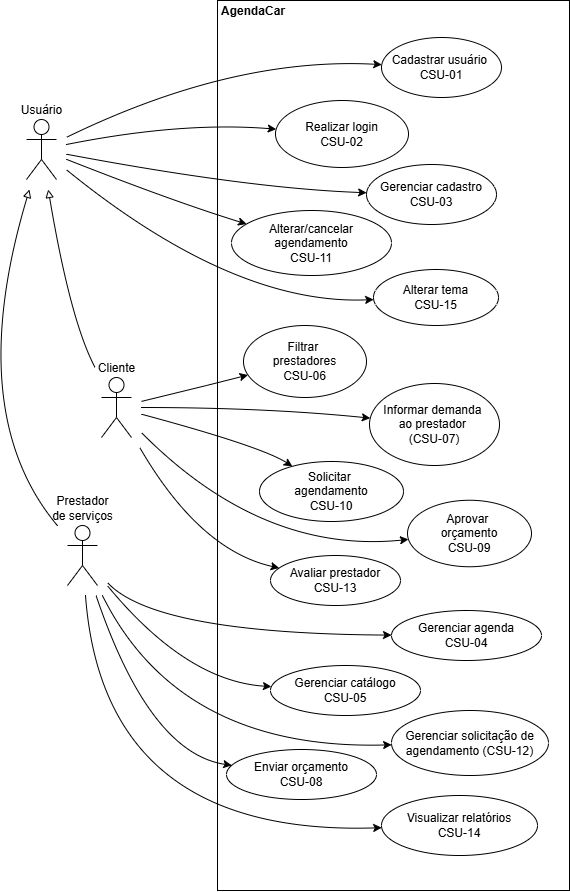 AgendaCar
Usuário
Cadastrar usuário
CSU-01
Realizar login
CSU-02
Gerenciar cadastro
CSU-03
Alterar/cancelar
agendamento
CSU-11
Alterar tema
CSU-15
Cliente
Filtrar
prestadores
CSU-06
Informar demanda
ao prestador
(CSU-07)
Solicitar
agendamento
CSU-10
Aprovar
orçamento
CSU-09
Avaliar prestador
CSU-13
Prestador
de serviços
Gerenciar agenda
CSU-04
Gerenciar catálogo
CSU-05
Gerenciar solicitação de
agendamento (CSU-12)
Enviar orçamento
CSU-08
Visualizar relatórios
CSU-14